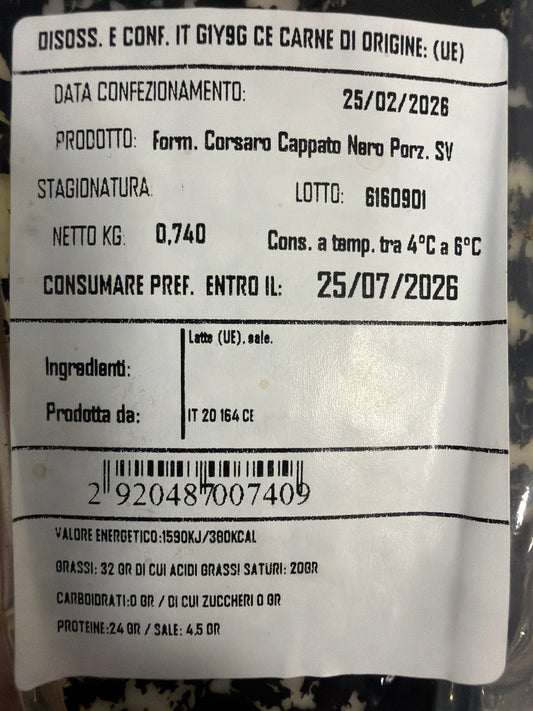 DISOSS. E CONF. IT GIY9G CE CARNE DI ORIGINE: (UE)
DATA CONFEZIONAMENTO: 25/02/2026
PRODOTTO: Form. Corsaro Cappato Nero Porz. SV
STAGIONATURA. LOTTO: 6160901
NETTO KG. 0,740 Cons. a temp. tra 4°C a 6°C
CONSUMARE PREF. ENTRO IL: 25/07/2026
Latte (UE), sale.
Ingredienti:
Prodotta da: IT 20 164 CE
2 920487 007409
VALORE ENERGETICO:1590KJ/380KCAL
GRASSI: 32 GR DI CUI ACIDI GRASSI SATURI: 20GR
CARBOIDRATI:0 GR / DI CUI ZUCCHERI 0 GR
PROTEINE:24 GR / SALE: 4,5 GR